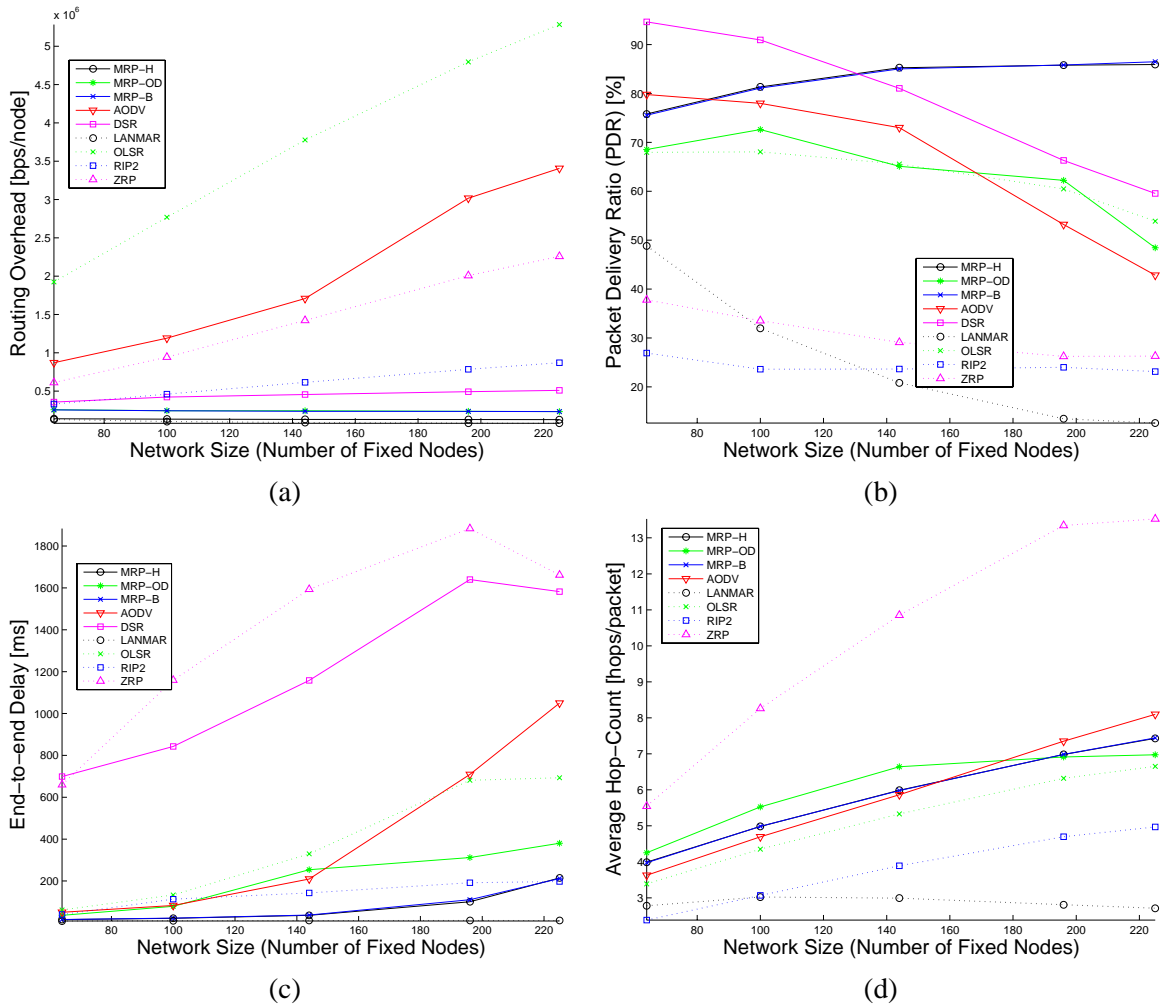 x 10^6
5
4.5
4
3.5
3
2.5
2
1.5
1
0.5
Routing Overhead [bps/node]
MRP-H
MRP-OD
MRP-B
AODV
DSR
LANMAR
OLSR
RIP2
ZRP
80 100 120 140 160 180 200 220
Network Size (Number of Fixed Nodes)
(a)
90
80
70
60
50
40
30
20
Packet Delivery Ratio (PDR) [%]
MRP-H
MRP-OD
MRP-B
AODV
DSR
LANMAR
OLSR
RIP2
ZRP
80 100 120 140 160 180 200 220
Network Size (Number of Fixed Nodes)
(b)
1800
1600
1400
1200
1000
800
600
400
200
End-to-end Delay [ms]
MRP-H
MRP-OD
MRP-B
AODV
DSR
LANMAR
OLSR
RIP2
ZRP
80 100 120 140 160 180 200 220
Network Size (Number of Fixed Nodes)
(c)
13
12
11
10
9
8
7
6
5
4
3
Average Hop-Count [hops/packet]
MRP-H
MRP-OD
MRP-B
AODV
LANMAR
OLSR
RIP2
ZRP
80 100 120 140 160 180 200 220
Network Size (Number of Fixed Nodes)
(d)